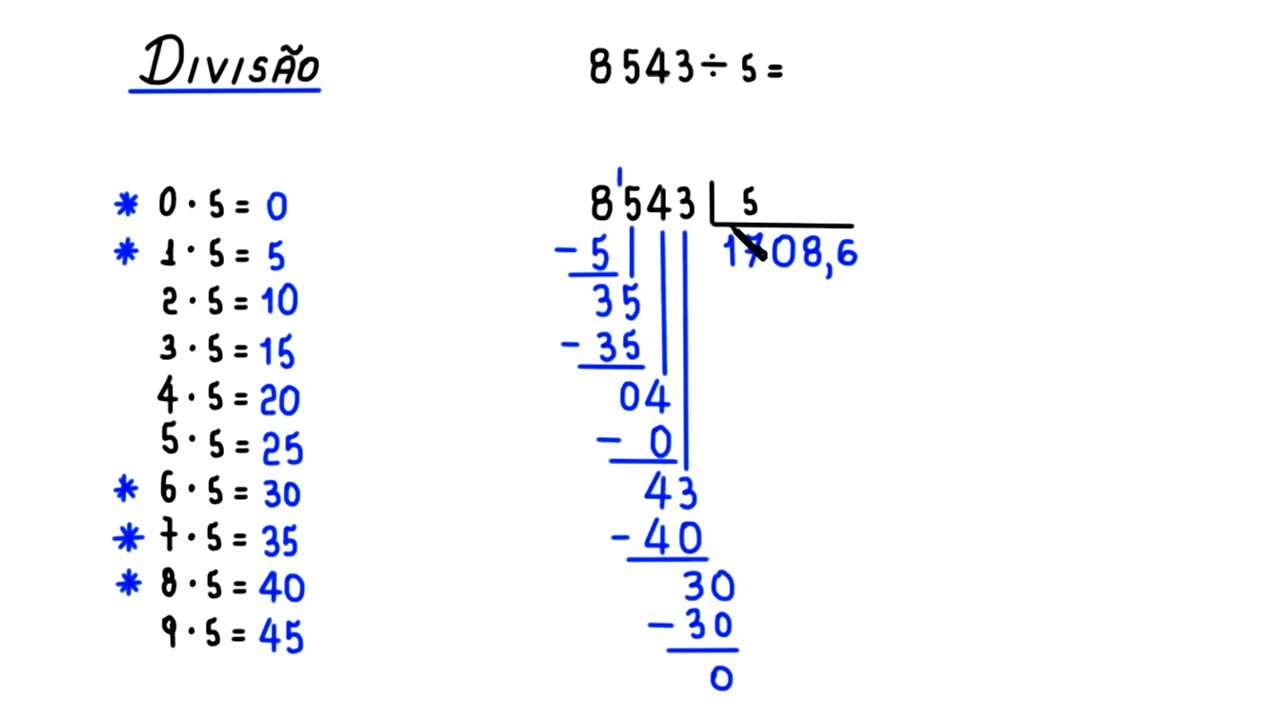 DIVISÃO
8543 ÷ 5 =
* 0 · 5 = 0
* 1 · 5 = 5
2 · 5 = 10
3 · 5 = 15
4 · 5 = 20
5 · 5 = 25
* 6 · 5 = 30
* 7 · 5 = 35
* 8 · 5 = 40
9 · 5 = 45
8'543 | 5
- 5 1708,6
35
- 35
04
- 0
43
- 40
30
- 30
0